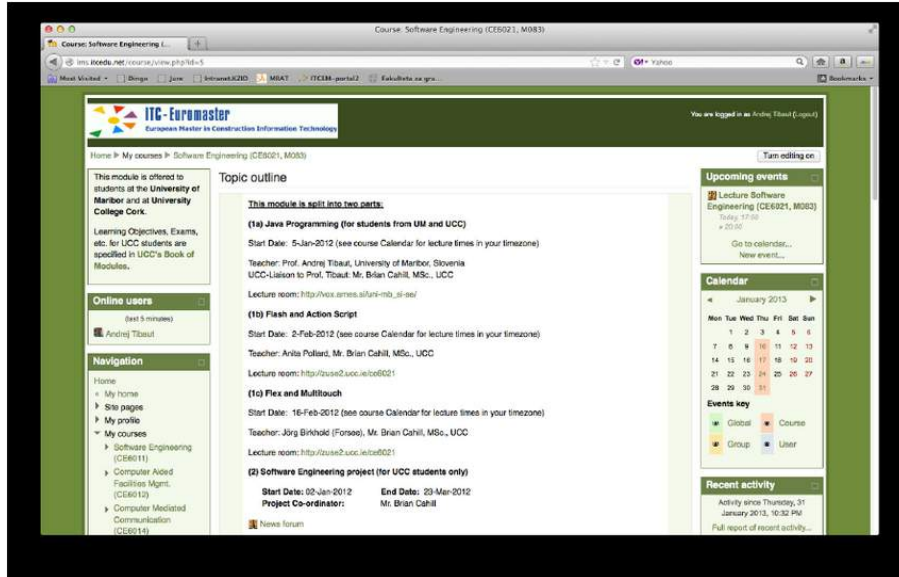 Course: Software Engineering (CE6021, M083)
Course: Software Engineering (...
lms.itcedu.net/course/view.php?id=5
Yahoo
Most Visited
Dingo
Jure
IntranetUZID
MRAT
ITCEM-portal2
Fakulteta za gra...
Bookmarks
ITC-Euromaster
European Master in Construction Information Technology
You are logged in as Andrej Tibaut (Logout)
Home ► My courses ► Software Engineering (CE6021, M083)
Turn editing on
This module is offered to
students at the University of
Maribor and at University
College Cork.
Learning Objectives, Exams,
etc. for UCC students are
specified in UCC's Book of
Modules.
Online users
(last 5 minutes)
Andrej Tibaut
Navigation
Home
My home
Site pages
My profile
My courses
Software Engineering
(CE6011)
Computer Aided
Facilities Mgmt.
(CE6012)
Computer Mediated
Communication
(CE6014)
Topic outline
This module is split into two parts:
(1a) Java Programming (for students from UM and UCC)
Start Date: 5-Jan-2012 (see course Calendar for lecture times in your timezone)
Teacher: Prof. Andrej Tibaut, University of Maribor, Slovenia
UCC-Liaison to Prof. Tibaut: Mr. Brian Cahill, MSc., UCC
Lecture room: http://vox.arnes.si/uni-mb_si-ae/
(1b) Flash and Action Script
Start Date: 2-Feb-2012 (see course Calendar for lecture times in your timezone)
Teacher: Anita Pollard, Mr. Brian Cahill, MSc., UCC
Lecture room: http://zuse2.ucc.ie/ce6021
(1c) Flex and Multitouch
Start Date: 16-Feb-2012 (see course Calendar for lecture times in your timezone)
Teacher: Jörg Birkhold (Forsee), Mr. Brian Cahill, MSc., UCC
Lecture room: http://zuse2.ucc.ie/ce6021
(2) Software Engineering project (for UCC students only)
Start Date: 02-Jan-2012 End Date: 23-Mar-2012
Project Co-ordinator: Mr. Brian Cahill
News forum
Upcoming events
Lecture Software
Engineering (CE6021, M083)
Today, 17:00
» 20:00
Go to calendar...
New event...
Calendar
◄ January 2013 ►
Mon Tue Wed Thu Fri Sat Sun
1 2 3 4 5 6
7 8 9 10 11 12 13
14 15 16 17 18 19 20
21 22 23 24 25 26 27
28 29 30 31
Events key
Global Course
Group User
Recent activity
Activity since Thursday, 31
January 2013, 10:32 PM
Full report of recent activity...